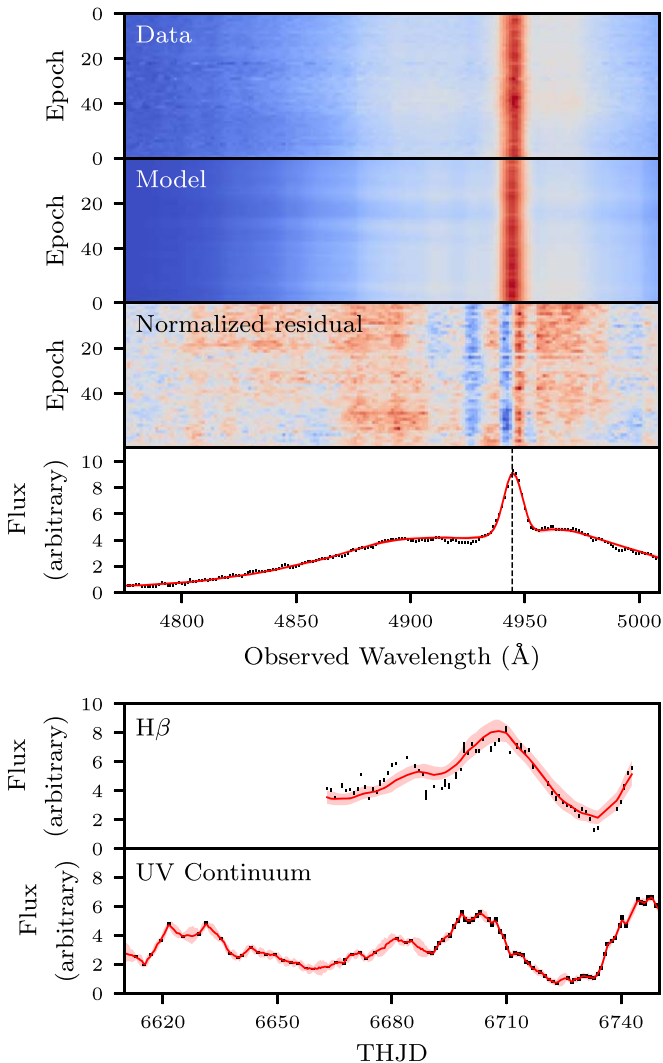 0
Data
20
Epoch
40
0
Model
20
Epoch
40
0
Normalized residual
20
Epoch
40
10
8
6
4
2
0
Flux
(arbitrary)
4800 4850 4900 4950 5000
Observed Wavelength (Å)
10
Hβ
8
6
4
2
0
Flux
(arbitrary)
UV Continuum
8
6
4
2
0
Flux
(arbitrary)
6620 6650 6680 6710 6740
THJD